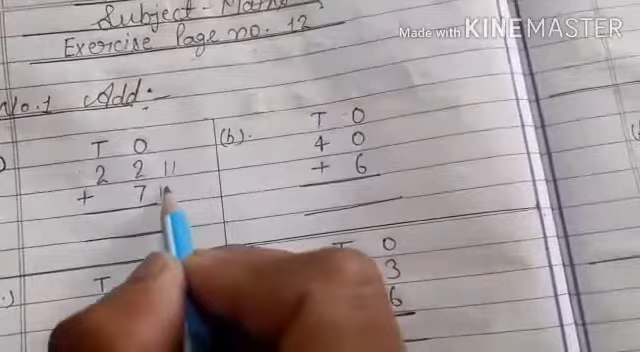 Made with KINEMASTER
Subject - Maths
Exercise Page no. 12
No. 1 Add :-
T O
2 2 11
+ 7
(b). T O
4 0
+ 6
T O
3
6
.) T